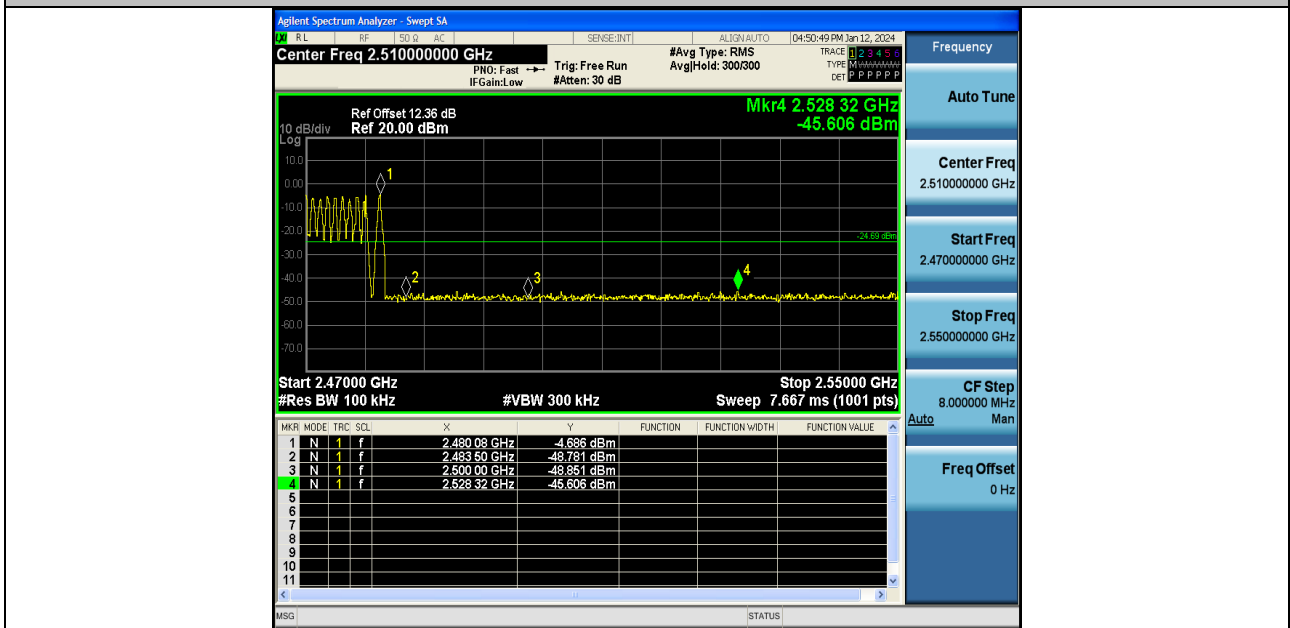 Agilent Spectrum Analyzer - Swept SA
RL RF 50 Ω AC SENSE:INT ALIGN AUTO 04:50:49 PM Jan 12, 2024
Center Freq 2.510000000 GHz
PNO: Fast
IFGain:Low
Trig: Free Run
#Atten: 30 dB
#Avg Type: RMS
Avg|Hold: 300/300
TRACE 1 2 3 4 5 6
TYPE M
DET P P P P P P
Ref Offset 12.36 dB
10 dB/div Ref 20.00 dBm
Log
Mkr4 2.528 32 GHz
-45.606 dBm
10.0
0.00
-10.0
-20.0
-30.0
-40.0
-50.0
-60.0
-70.0
1
2
3
4
-24.69 dBm
Start 2.47000 GHz Stop 2.55000 GHz
#Res BW 100 kHz #VBW 300 kHz Sweep 7.667 ms (1001 pts)
MKR MODE TRC SCL X Y FUNCTION FUNCTION WIDTH FUNCTION VALUE
1 N 1 f 2.480 08 GHz -4.686 dBm
2 N 1 f 2.483 50 GHz -48.781 dBm
3 N 1 f 2.500 00 GHz -48.851 dBm
4 N 1 f 2.528 32 GHz -45.606 dBm
5
6
7
8
9
10
11
MSG STATUS
Frequency
Auto Tune
Center Freq
2.510000000 GHz
Start Freq
2.470000000 GHz
Stop Freq
2.550000000 GHz
CF Step
8.000000 MHz
Auto Man
Freq Offset
0 Hz